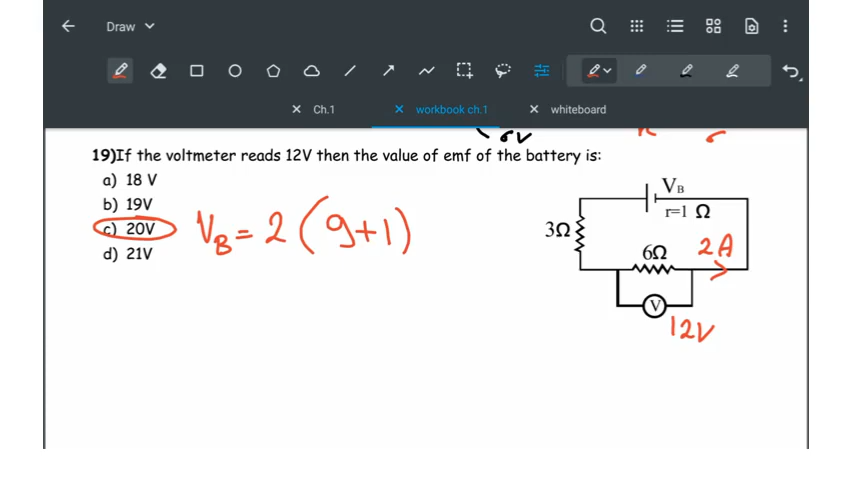 Draw
Ch.1
workbook ch.1
whiteboard
6V
19)If the voltmeter reads 12V then the value of emf of the battery is:
a) 18 V
b) 19V
c) 20V
d) 21V
VB = 2 (9+1)
VB
r=1 Ω
3Ω
6Ω
2A
V
12V